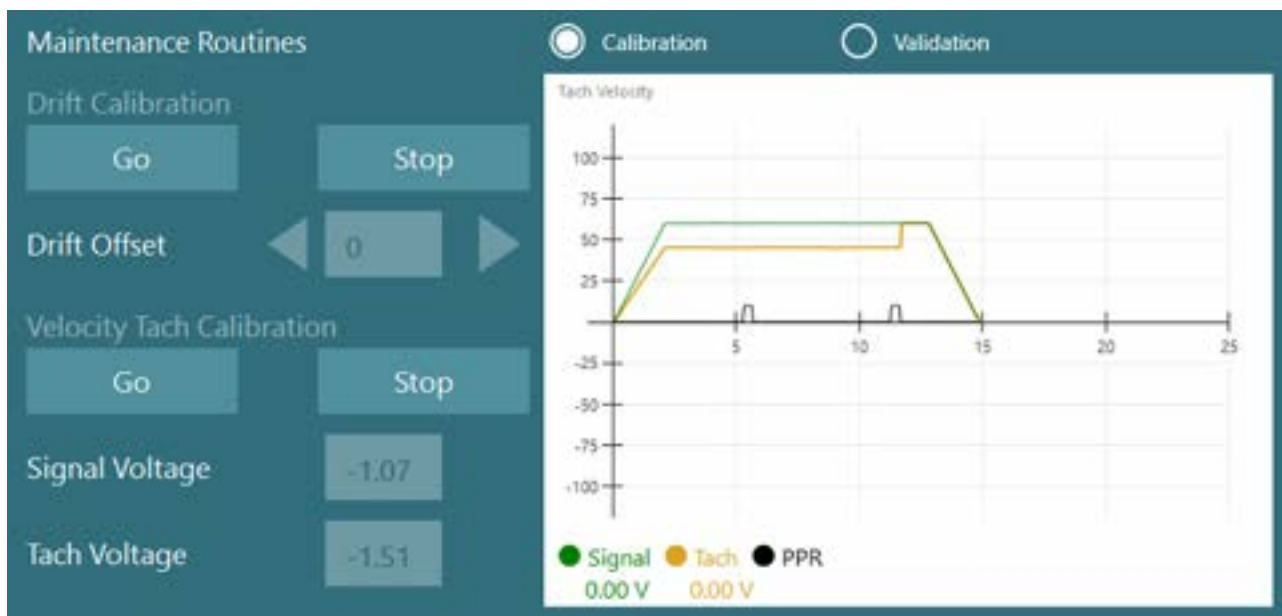 Maintenance Routines
Drift Calibration
Go
Stop
Drift Offset
0
Velocity Tach Calibration
Go
Stop
Signal Voltage
-1.07
Tach Voltage
-1.51
Calibration
Validation
Tach Velocity
100
75
50
25
-25
-50
-75
-100
5
10
15
20
25
Signal
Tach
PPR
0.00 V
0.00 V